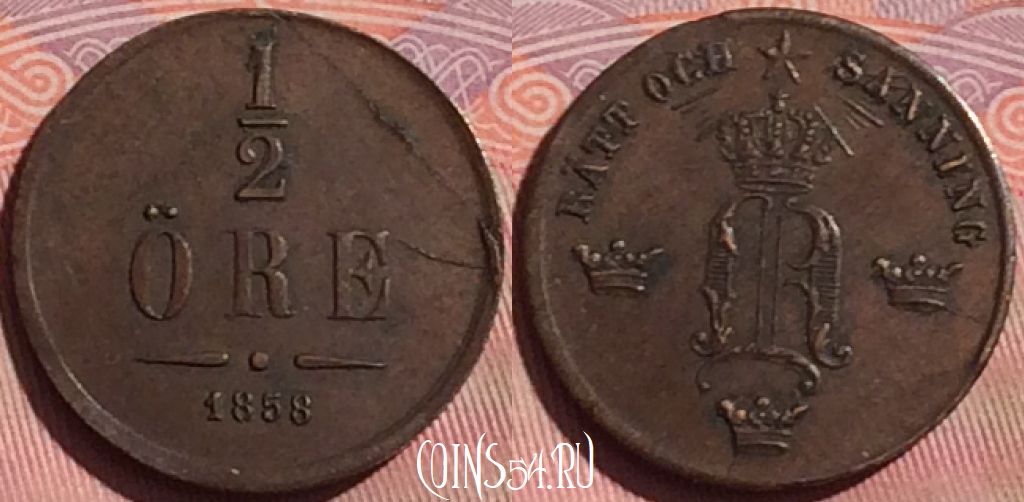 1
2
ÖRE
1858
RÄTT OCH SANNING
COINS54.RU